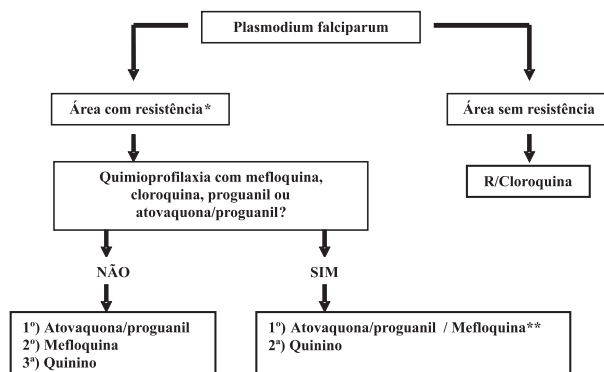 Plasmodium falciparum
Área com resistência*
Área sem resistência
Quimioprofilaxia com mefloquina,
cloroquina, proguanil ou
atovaquona/proguanil?
R/Cloroquina
NÃO
SIM
1º) Atovaquona/proguanil
2º) Mefloquina
3ª) Quinino
1º) Atovaquona/proguanil / Mefloquina**
2ª) Quinino